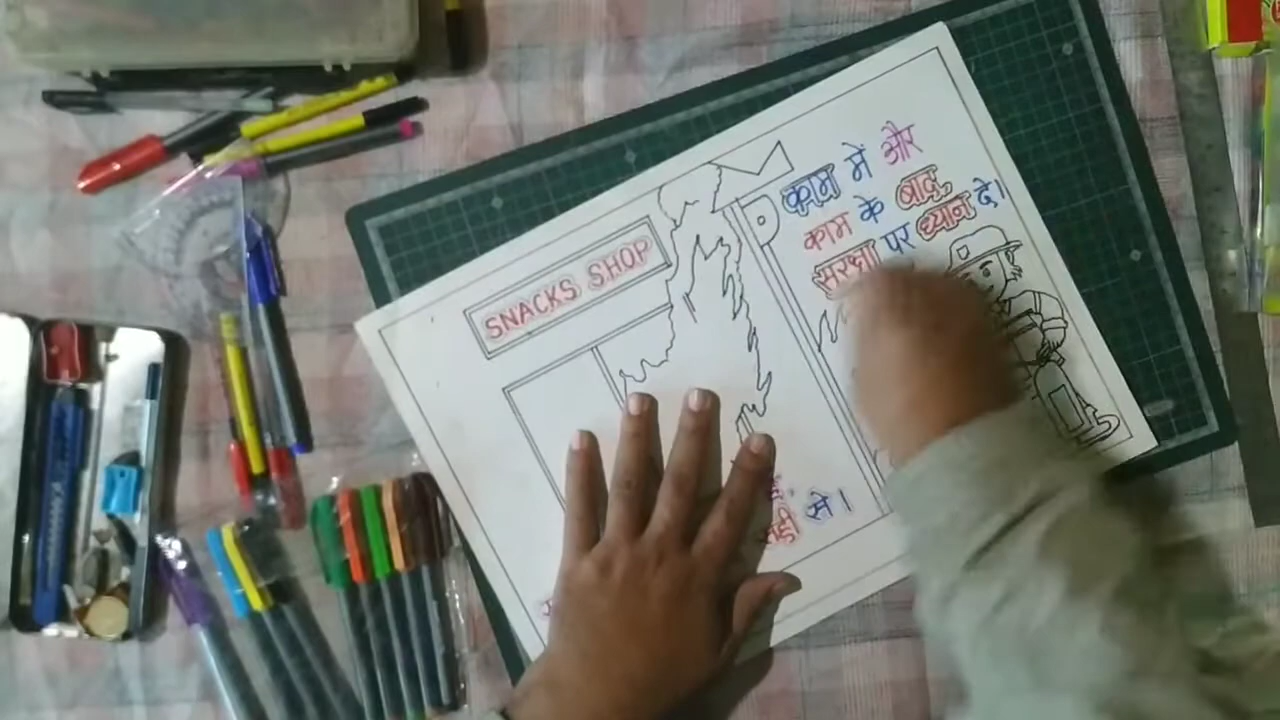 SNACKS SHOP
काम में और
काम के बाद,
सुरक्षा पर ध्यान दे।
से।